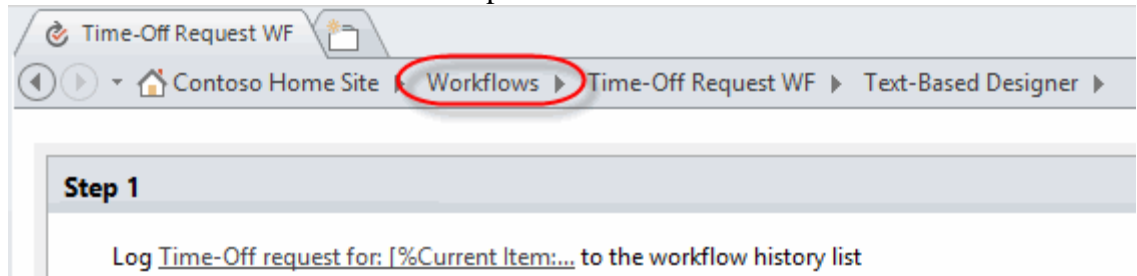 Time-Off Request WF
Contoso Home Site Workflows Time-Off Request WF Text-Based Designer
Step 1
Log Time-Off request for: [%Current Item:... to the workflow history list